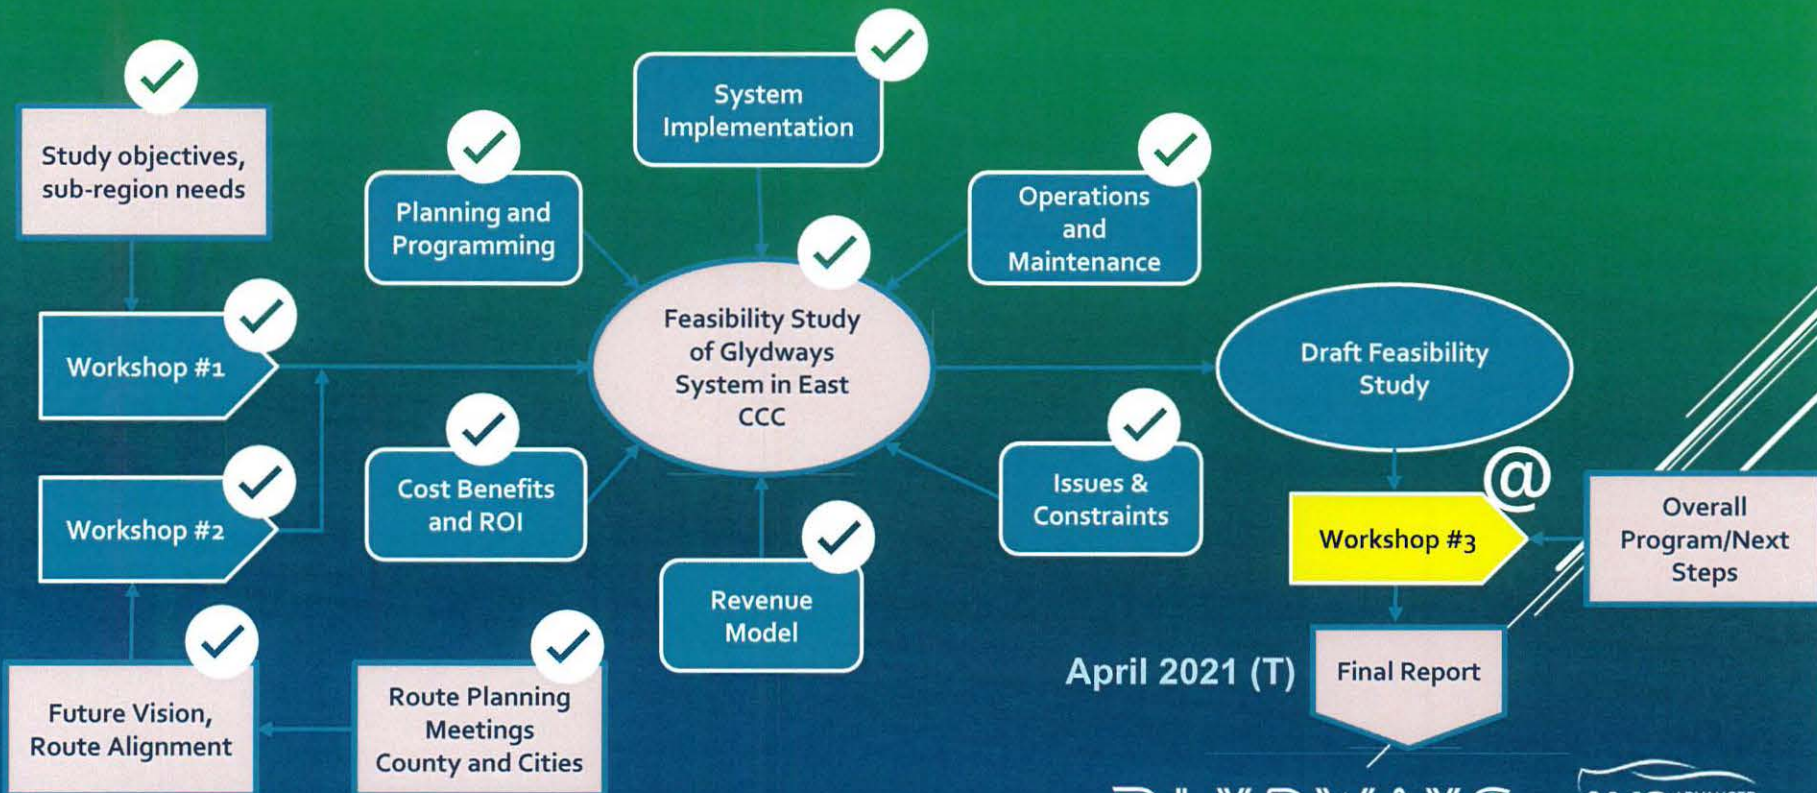 Study objectives,
sub-region needs
Workshop #1
Workshop #2
Future Vision,
Route Alignment
Route Planning
Meetings
County and Cities
Planning and
Programming
System
Implementation
Operations
and
Maintenance
Feasibility Study
of Glydways
System in East
CCC
Cost Benefits
and ROI
Revenue
Model
Issues &
Constraints
Draft Feasibility
Study
@
Workshop #3
Overall
Program/Next
Steps
April 2021 (T)
Final Report